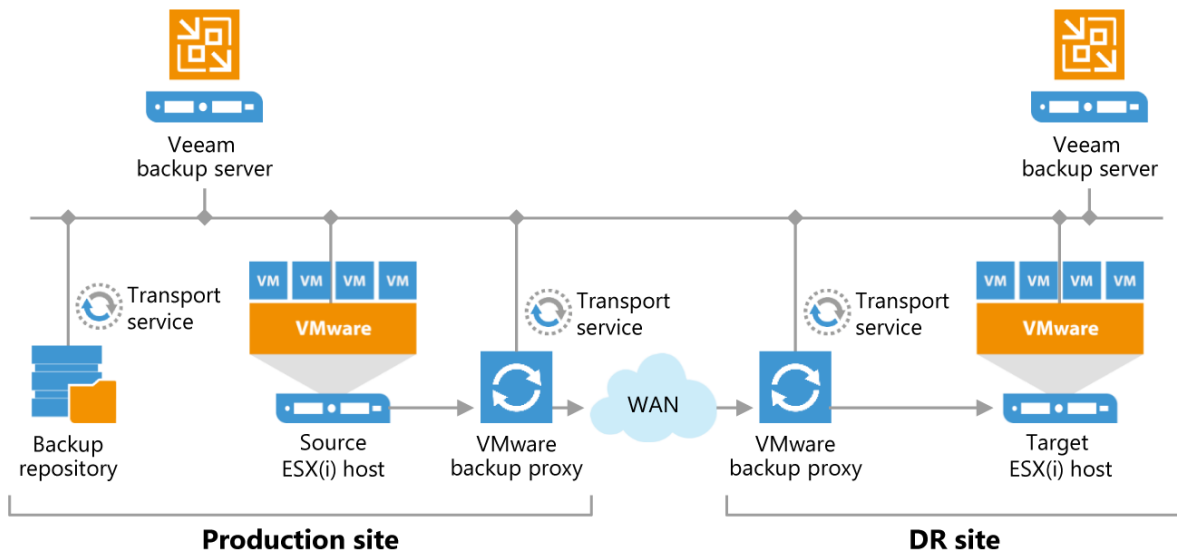 Veeam
backup server
Veeam
backup server
Transport
service
VM VM VM VM
VMware
Transport
service
Transport
service
VM VM VM VM
VMware
WAN
Backup
repository
Source
ESX(i) host
VMware
backup proxy
VMware
backup proxy
Target
ESX(i) host
Production site
DR site